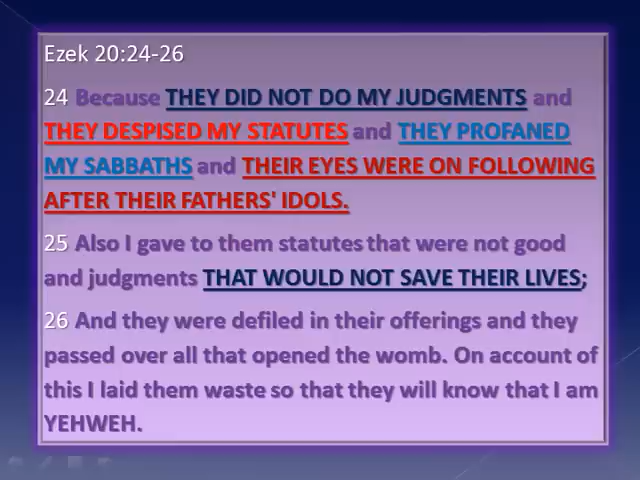 Ezek 20:24-26
24 Because THEY DID NOT DO MY JUDGMENTS and
THEY DESPISED MY STATUTES and THEY PROFANED
MY SABBATHS and THEIR EYES WERE ON FOLLOWING
AFTER THEIR FATHERS' IDOLS.
25 Also I gave to them statutes that were not good
and judgments THAT WOULD NOT SAVE THEIR LIVES;
26 And they were defiled in their offerings and they
passed over all that opened the womb. On account of
this I laid them waste so that they will know that I am
YEHWEH.